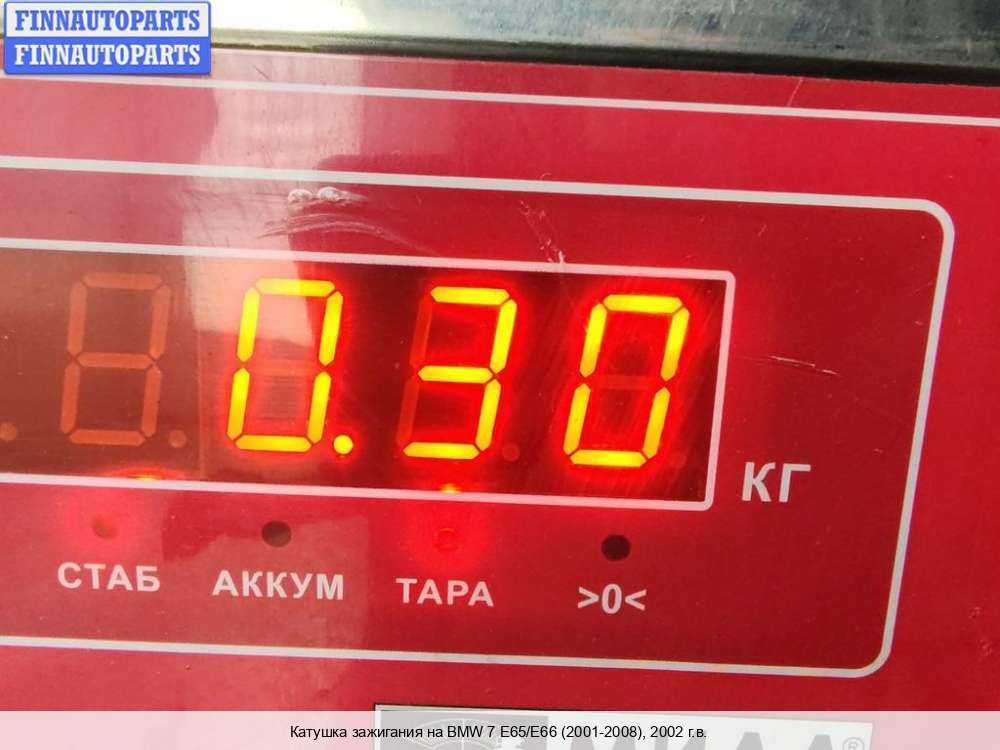 FINNAUTOPARTS
FINNAUTOPARTS
0.30
КГ
СТАБ АККУМ ТАРА >0<
Катушка зажигания на BMW 7 E65/E66 (2001-2008), 2002 г.в.